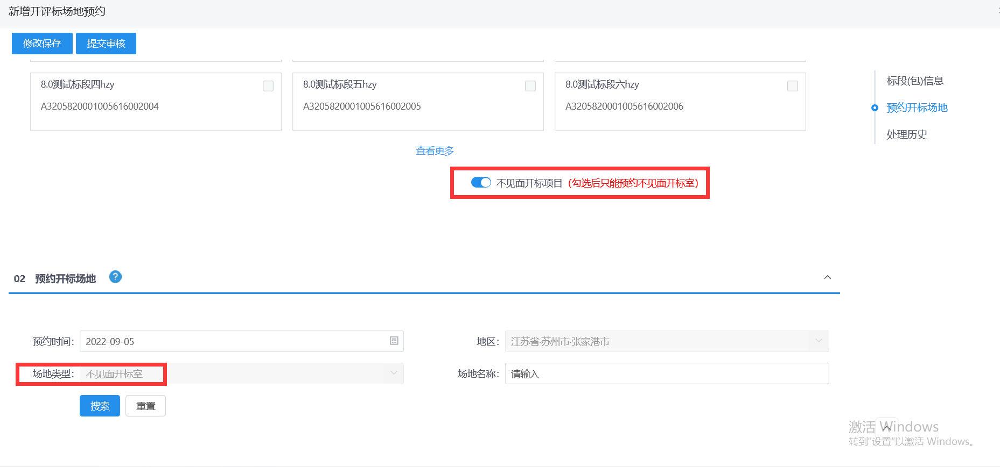 新增开评标场地预约
修改保存 提交审核
8.0测试标段四hzy 8.0测试标段五hzy 8.0测试标段六hzy
A3205820001005616002004 A3205820001005616002005 A3205820001005616002006
标段(包)信息
预约开标场地
处理历史
查看更多
不见面开标项目（勾选后只能预约不见面开标室）
02 预约开标场地 ?
预约时间： 2022-09-05 地区： 江苏省·苏州市·张家港市
场地类型： 不见面开标室 场地名称： 请输入
搜索 重置
激活 Windows
转到“设置”以激活 Windows。